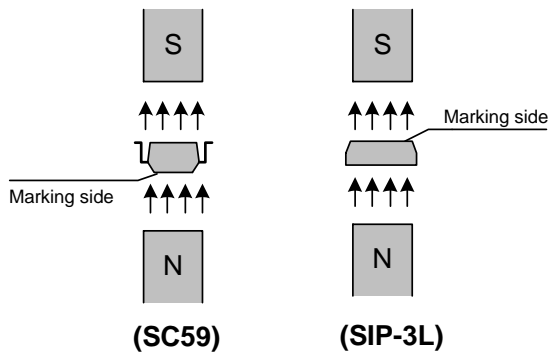 S
S
Marking side
Marking side
N
N
(SC59)
(SIP-3L)